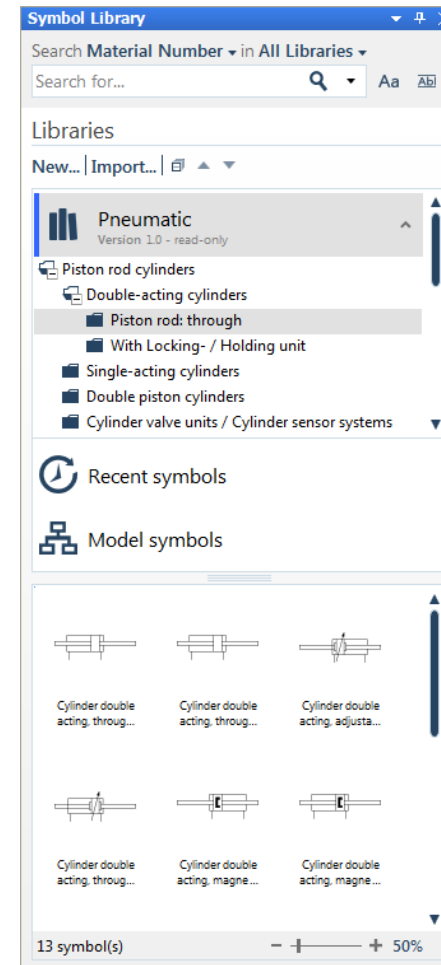 Symbol Library
Search Material Number in All Libraries
Search for...
Aa Abl
Libraries
New... | Import... |
Pneumatic
Version 1.0 - read-only
Piston rod cylinders
Double-acting cylinders
Piston rod: through
With Locking- / Holding unit
Single-acting cylinders
Double piston cylinders
Cylinder valve units / Cylinder sensor systems
Recent symbols
Model symbols
Cylinder double acting, throug...
Cylinder double acting, throug...
Cylinder double acting, adjusta...
Cylinder double acting, throug...
Cylinder double acting, magne...
Cylinder double acting, magne...
13 symbol(s)
50%